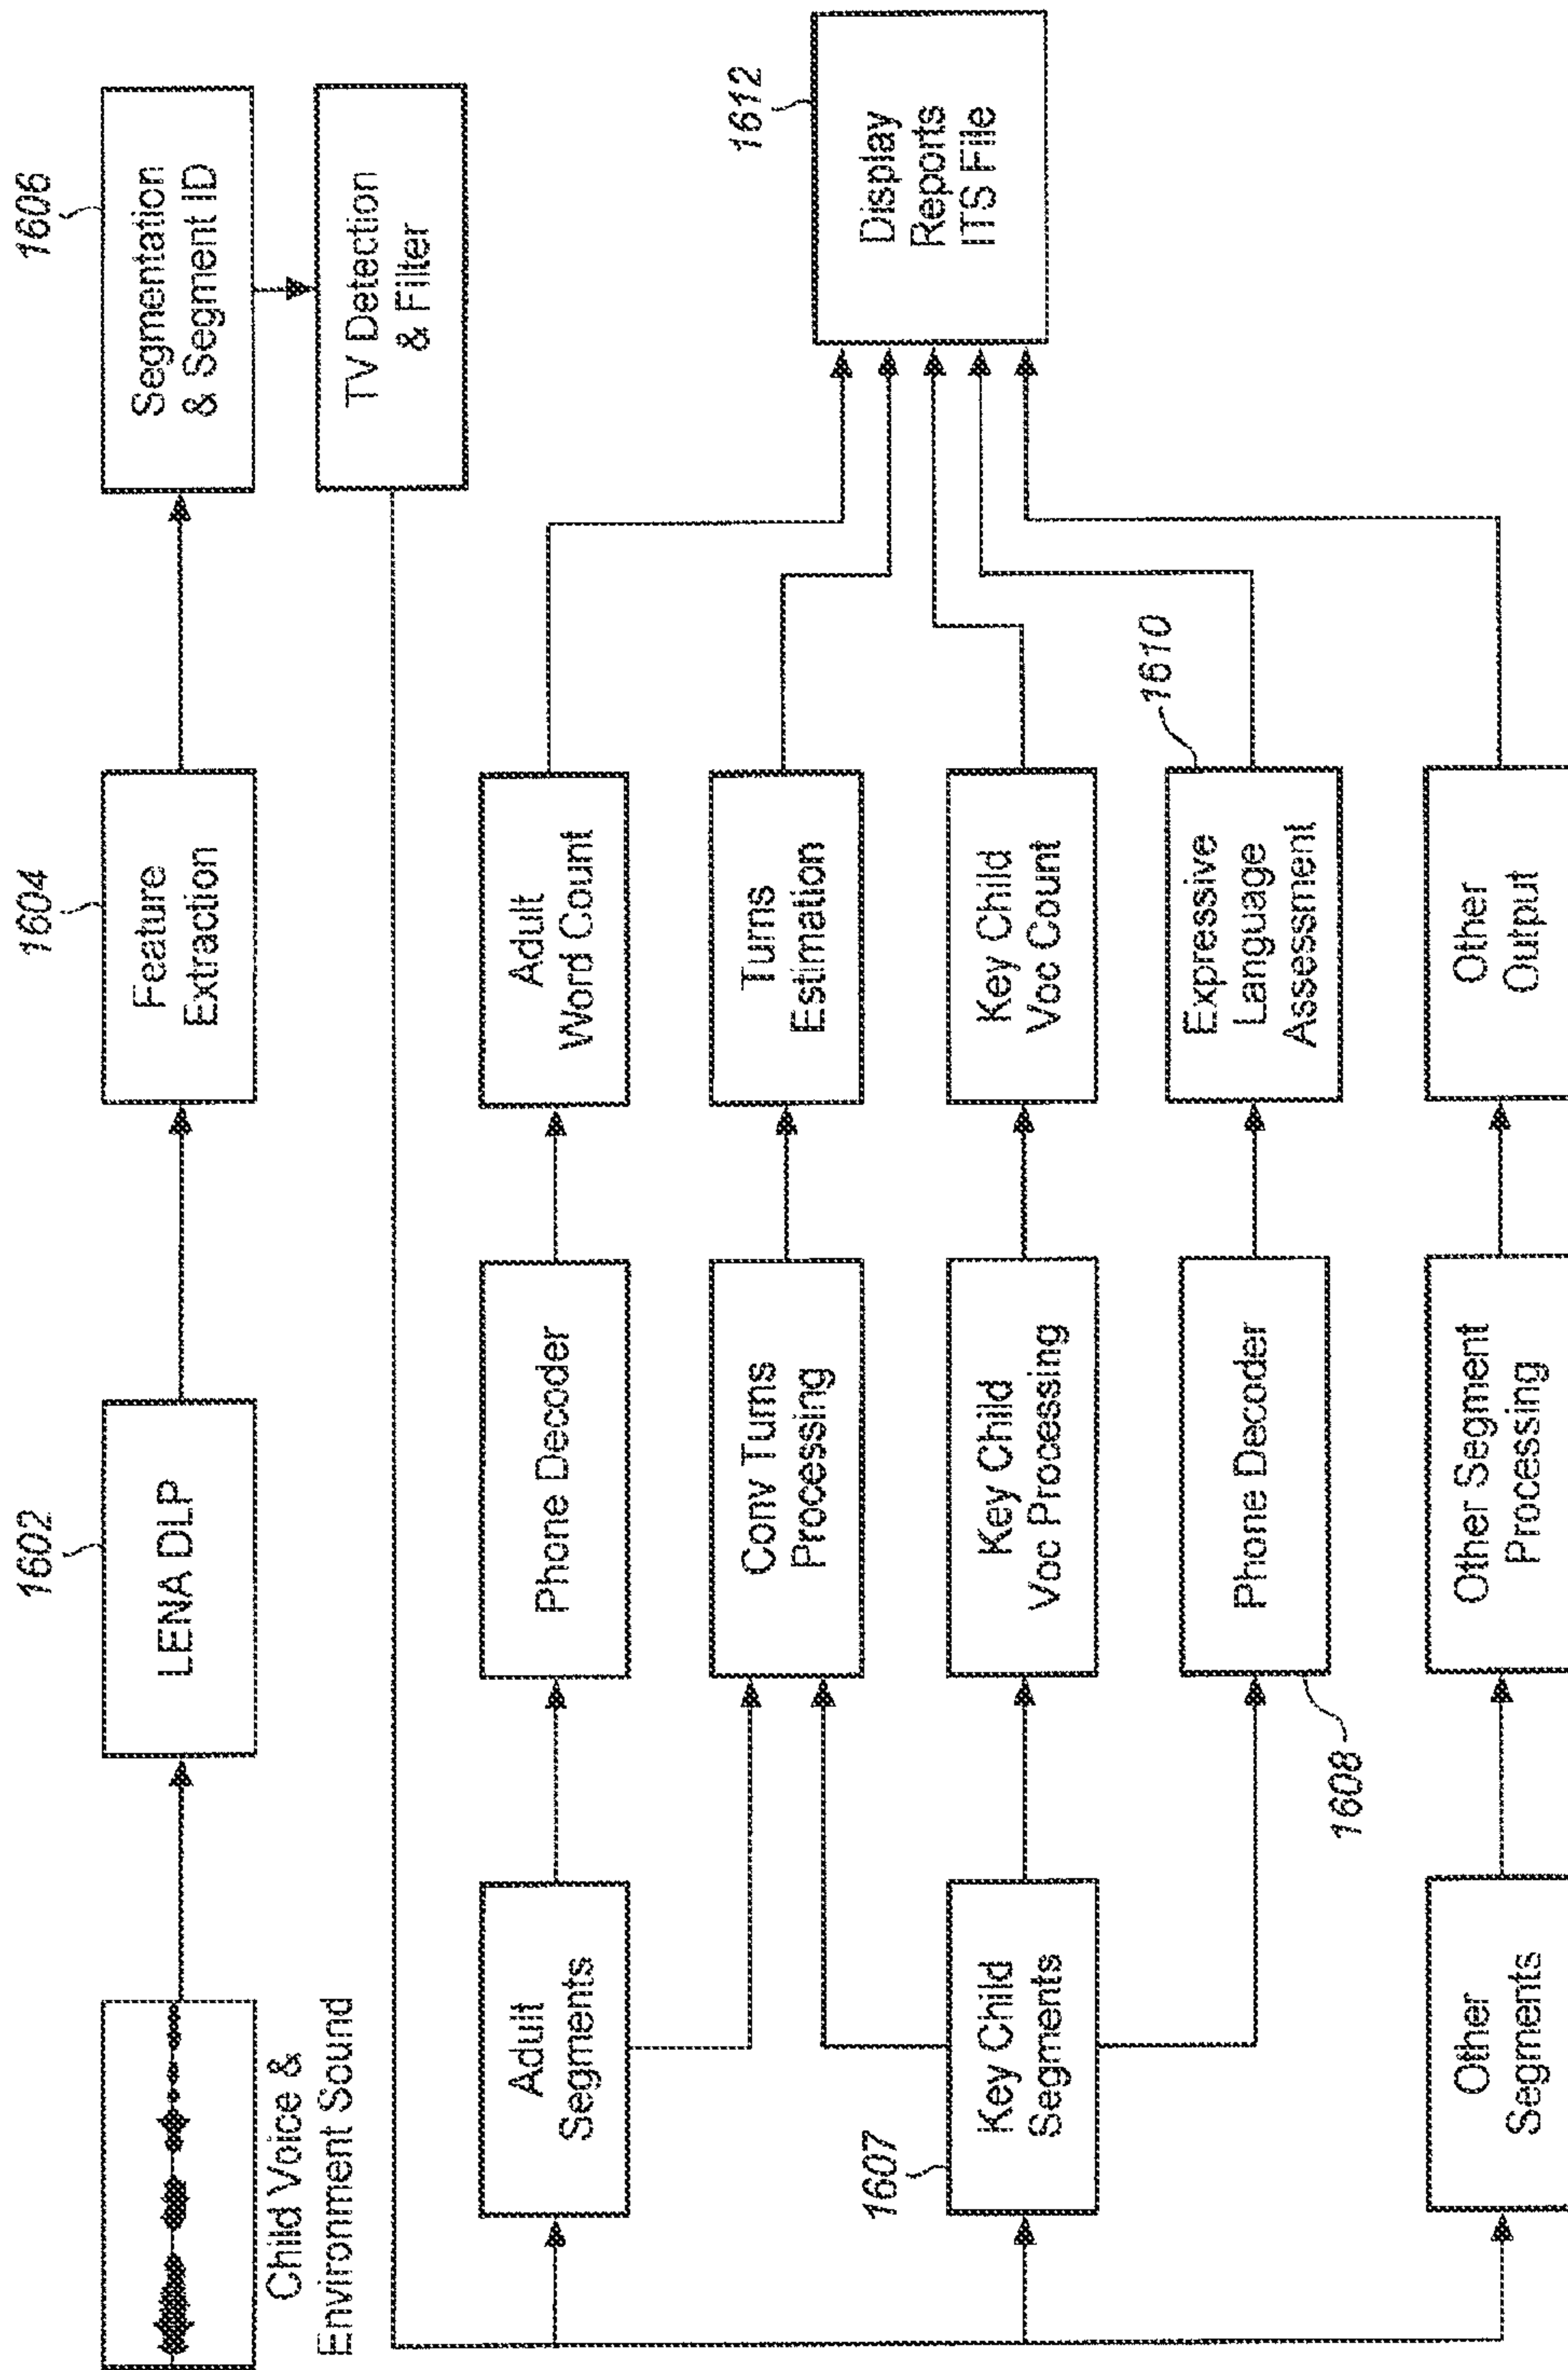 1602
1604
1606
LENA DLP
Feature
Extraction
Segmentation
& Segment ID
Child Voice &
Environment Sound
TV Detection
& Filter
Adult
Segments
Phone Decoder
Adult
Word Count
Conv Turns
Processing
Turns
Estimation
1612
Display
Reports
ITS File
1607
Key Child
Segments
Key Child
Voc Processing
Key Child
Voc Count
1610
Phone Decoder
1608
Expressive
Language
Assessment
Other
Segments
Other Segment
Processing
Other
Output